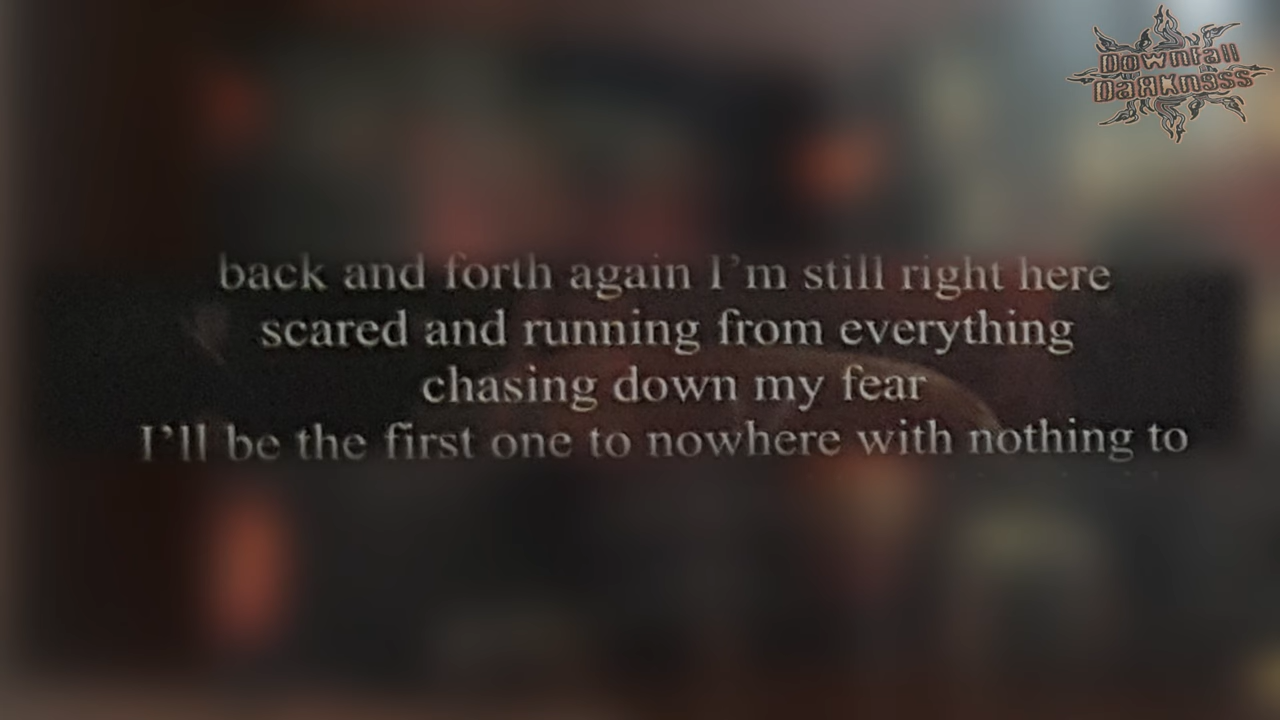 Downfall
Darkness
back and forth again I'm still right here
scared and running from everything
chasing down my fear
I'll be the first one to nowhere with nothing to